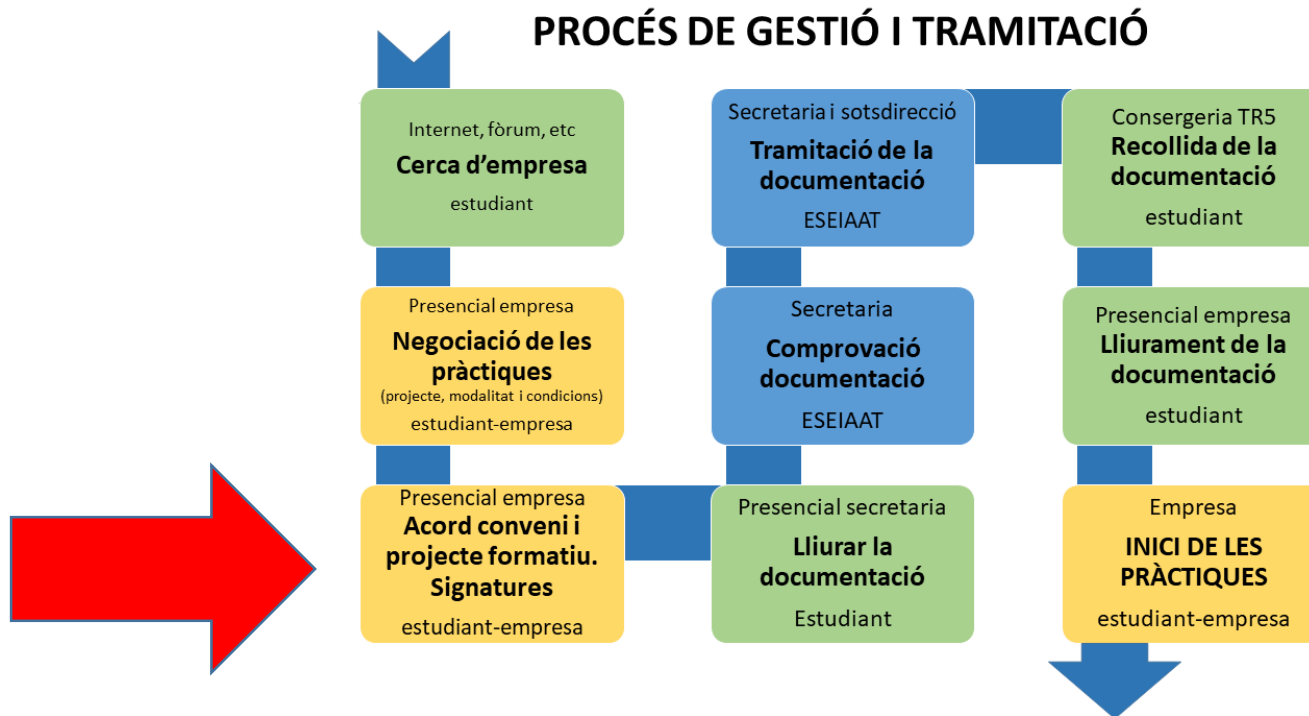 PROCÉS DE GESTIÓ I TRAMITACIÓ
Internet, fòrum, etc
Cerca d’empresa
estudiant
Presencial empresa
Negociació de les
pràctiques
(projecte, modalitat i condicions)
estudiant-empresa
Presencial empresa
Acord conveni i
projecte formatiu.
Signatures
estudiant-empresa
Presencial secretaria
Lliurar la
documentació
Estudiant
Secretaria
Comprovació
documentació
ESEIAAT
Secretaria i sotsdirecció
Tramitació de la
documentació
ESEIAAT
Consergeria TR5
Recollida de la
documentació
estudiant
Presencial empresa
Lliurament de la
documentació
estudiant
Empresa
INICI DE LES
PRÀCTIQUES
estudiant-empresa